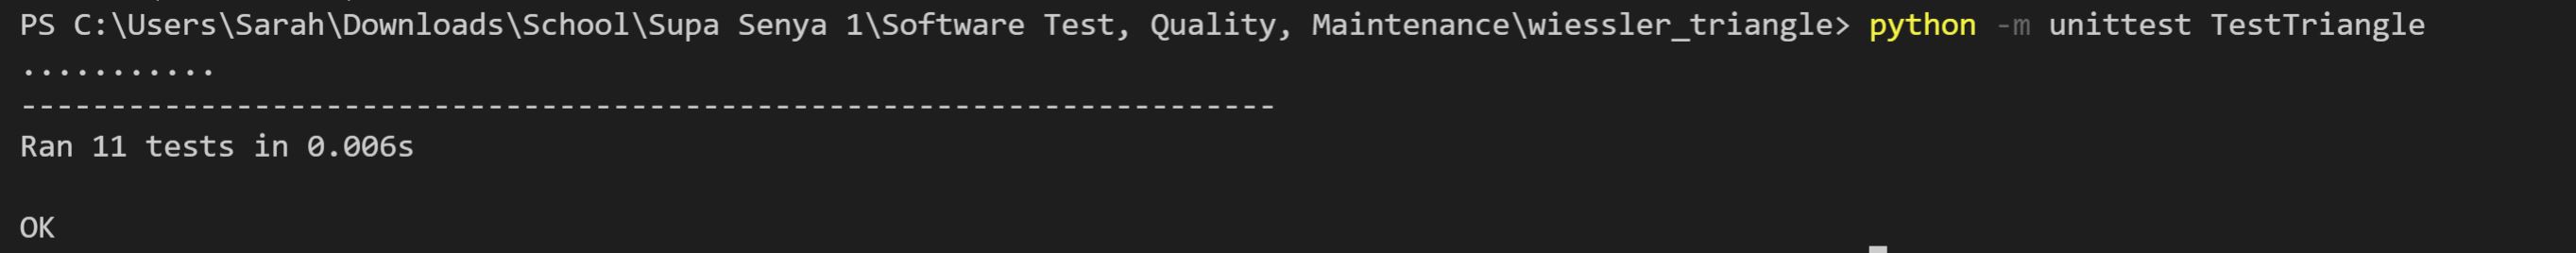 PS C:\Users\Sarah\Downloads\School\Supa Senya 1\Software Test, Quality, Maintenance\wiessler_triangle> python -m unittest TestTriangle
...........
----------------------------------------------------------------------
Ran 11 tests in 0.006s
OK